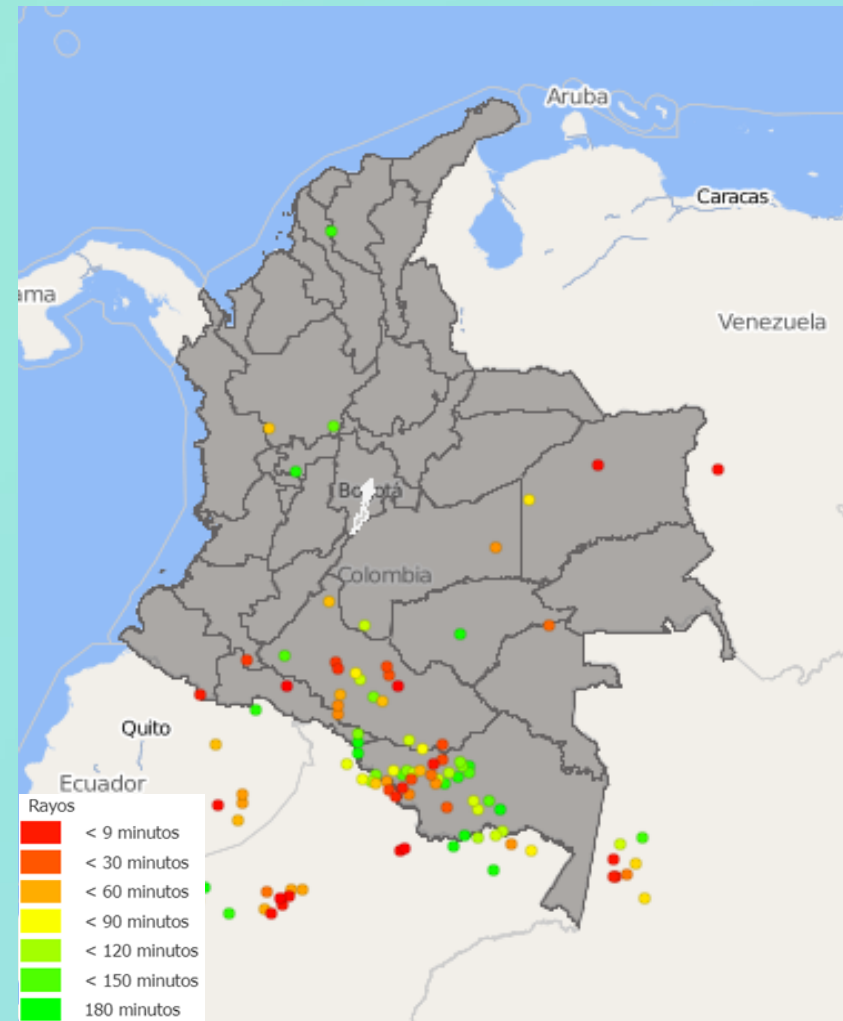 Aruba
Caracas
ama
Venezuela
Bogotá
Colombia
Quito
Ecuador
Rayos
< 9 minutos
< 30 minutos
< 60 minutos
< 90 minutos
< 120 minutos
< 150 minutos
180 minutos